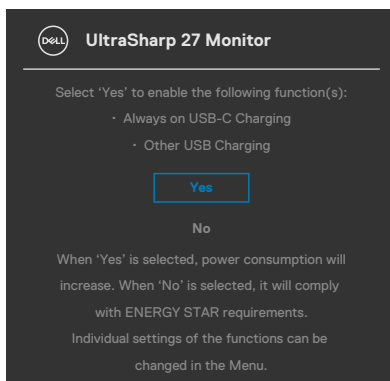 DELL UltraSharp 27 Monitor
Select ‘Yes’ to enable the following function(s):
· Always on USB-C Charging
· Other USB Charging
Yes
No
When ‘Yes’ is selected, power consumption will
increase. When ‘No’ is selected, it will comply
with ENERGY STAR requirements.
Individual settings of the functions can be
changed in the Menu.